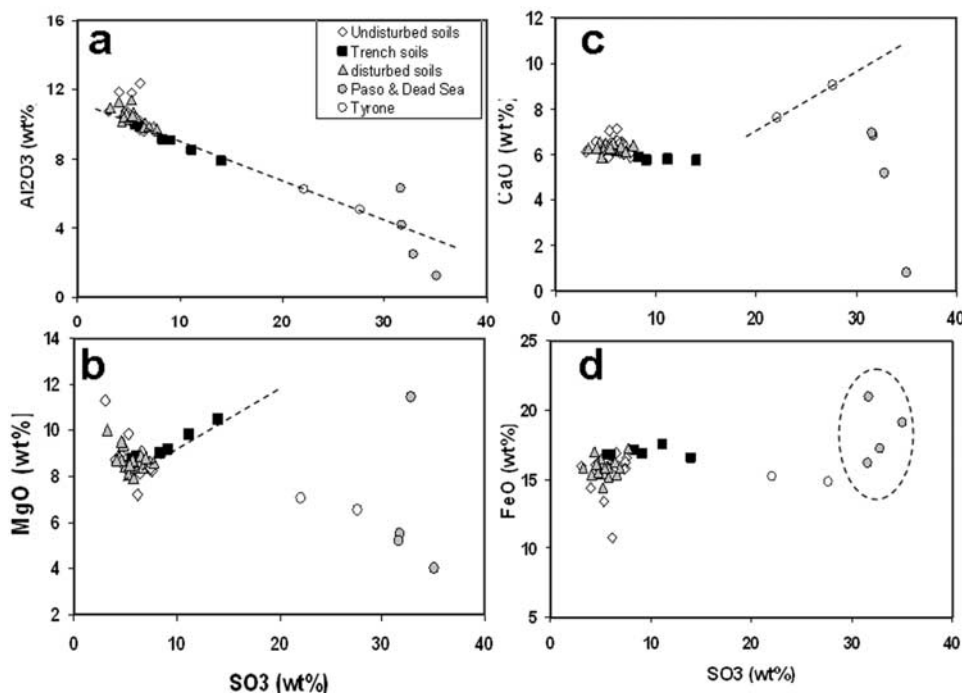 a
Undisturbed soils
Trench soils
disturbed soils
Paso & Dead Sea
Tyrone
Al2O3 (wt%)
16
12
8
4
0
0 10 20 30 40
c
CaO (wt%)
12
10
8
6
4
2
0
0 10 20 30 40
b
MgO (wt%)
14
12
10
8
6
4
2
0 10 20 30 40
SO3 (wt%)
d
FeO (wt%)
25
20
15
10
5
0 10 20 30 40
SO3 (wt%)